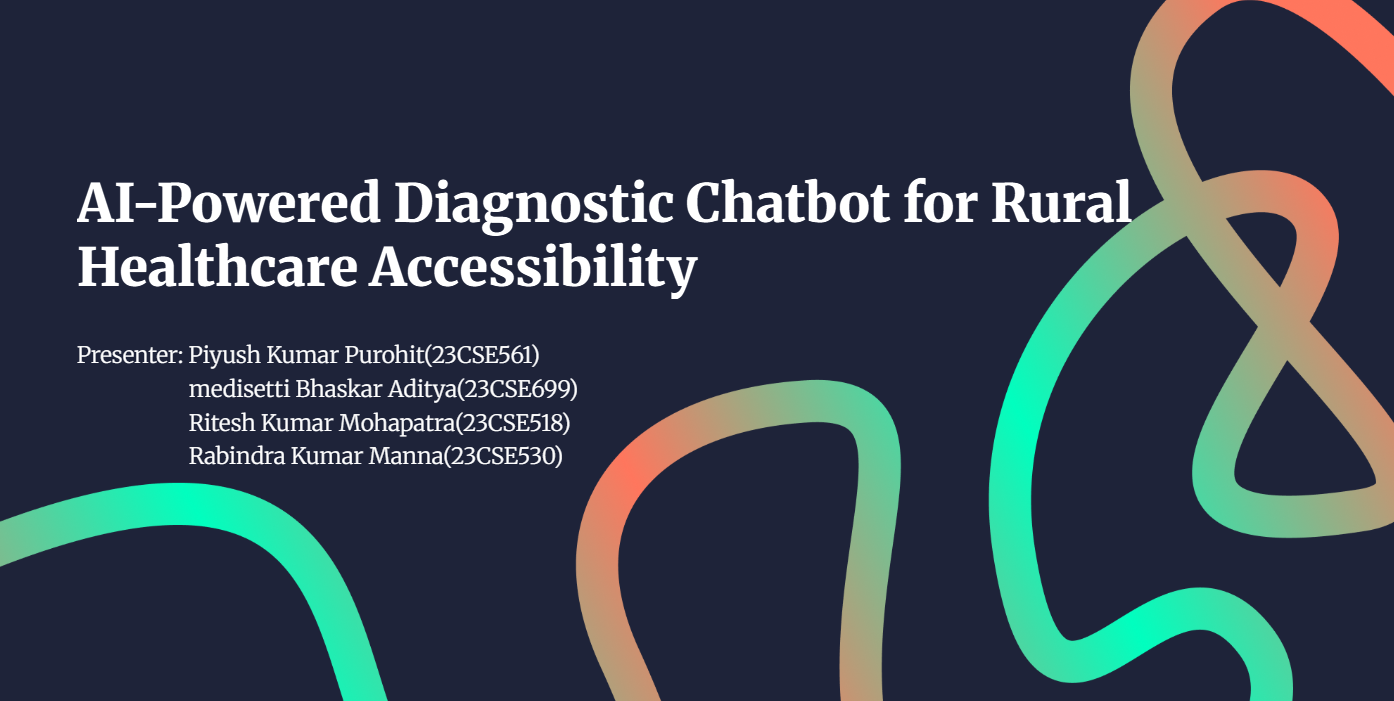 AI-Powered Diagnostic Chatbot for Rural
Healthcare Accessibility
Presenter: Piyush Kumar Purohit(23CSE561)
medisetti Bhaskar Aditya(23CSE699)
Ritesh Kumar Mohapatra(23CSE518)
Rabindra Kumar Manna(23CSE530)